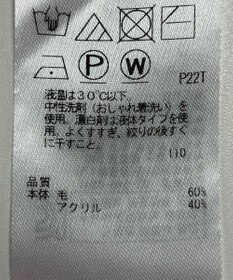 P W
P22T
液温は30℃以下。
中性洗剤(おしゃれ着洗い)を
使用。漂白剤は液体タイプを使
用。よくすすぎ、絞りの後すぐ
に干すこと。
110
品質
本体 毛 60%
アクリル 40%